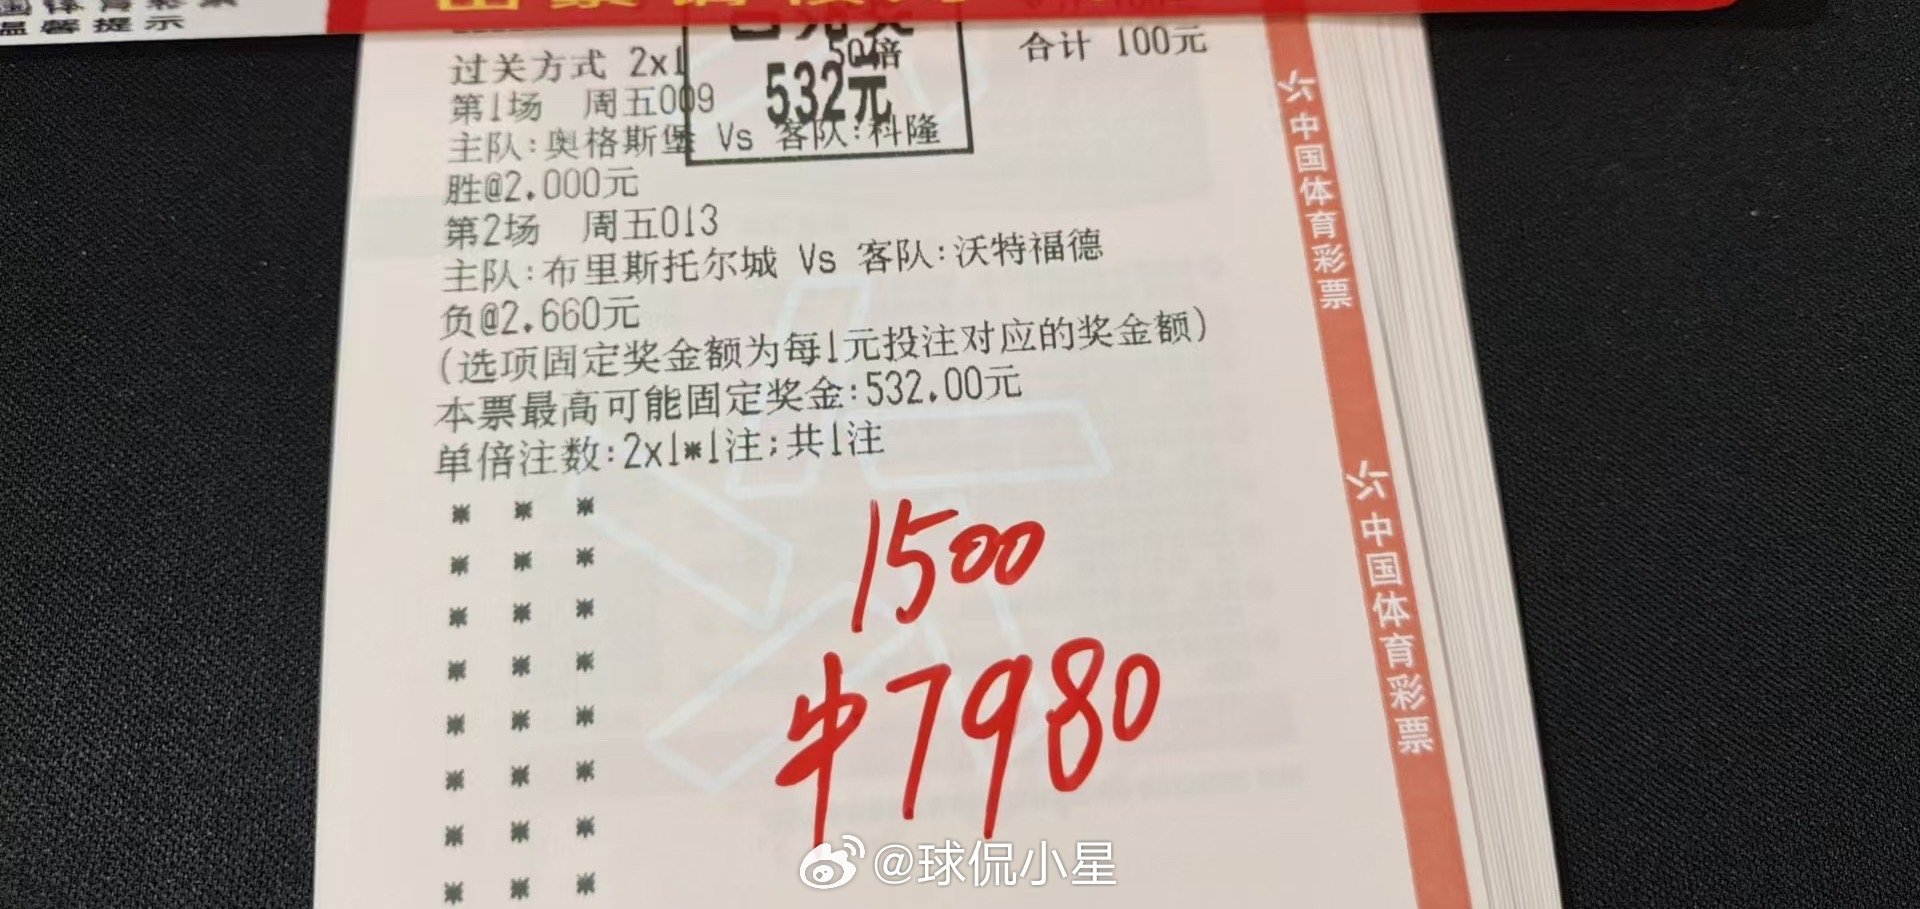 温馨提示
50倍
合计 100元
过关方式 2x1
532元
第1场 周五009
主队:奥格斯堡 Vs 客队:科隆
胜@2.000元
第2场 周五013
主队:布里斯托尔城 Vs 客队:沃特福德
负@2.660元
(选项固定奖金额为每1元投注对应的奖金额)
本票最高可能固定奖金:532.00元
单倍注数:2x1*1注;共1注
1500
中7980
中国体育彩票
中国体育彩票
@球侃小星